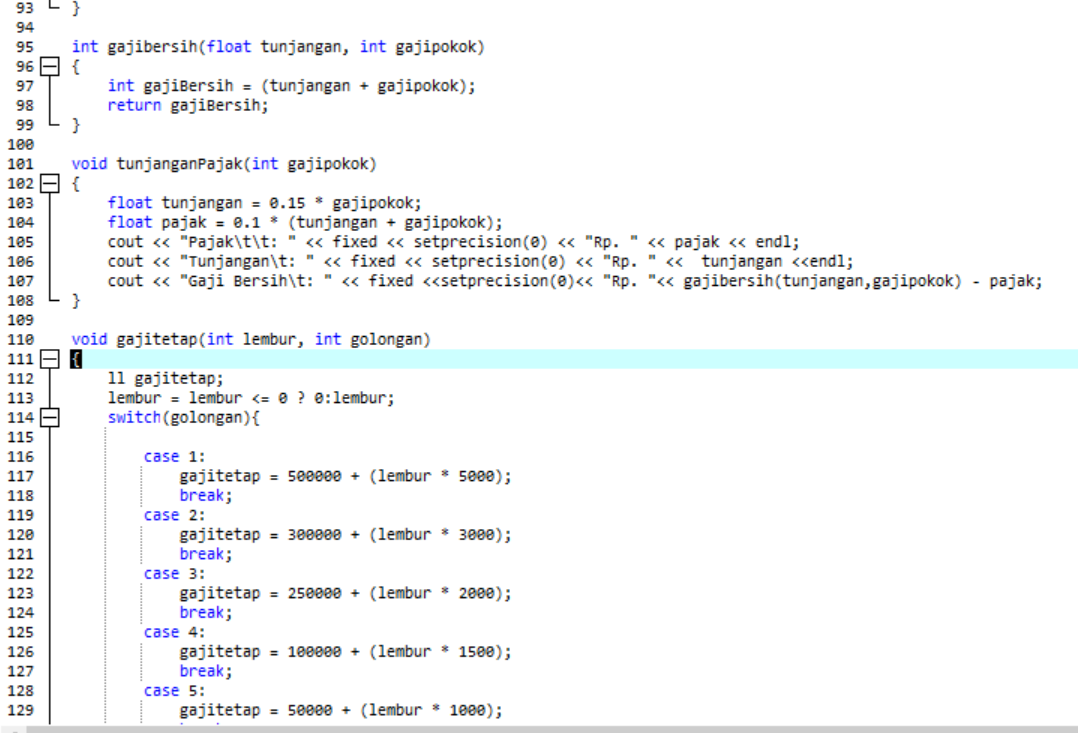 93 }
94
95 int gajibersih(float tunjangan, int gajipokok)
96 {
97 int gajiBersih = (tunjangan + gajipokok);
98 return gajiBersih;
99 }
100
101 void tunjanganPajak(int gajipokok)
102 {
103 float tunjangan = 0.15 * gajipokok;
104 float pajak = 0.1 * (tunjangan + gajipokok);
105 cout << "Pajak\t\t: " << fixed << setprecision(0) << "Rp. " << pajak << endl;
106 cout << "Tunjangan\t: " << fixed << setprecision(0) << "Rp. " <<  tunjangan <<endl;
107 cout << "Gaji Bersih\t: " << fixed <<setprecision(0)<< "Rp. "<< gajibersih(tunjangan,gajipokok) - pajak;
108 }
109
110 void gajitetap(int lembur, int golongan)
111 {
112 ll gajitetap;
113 lembur = lembur <= 0 ? 0:lembur;
114 switch(golongan){
115
116 case 1:
117 gajitetap = 500000 + (lembur * 5000);
118 break;
119 case 2:
120 gajitetap = 300000 + (lembur * 3000);
121 break;
122 case 3:
123 gajitetap = 250000 + (lembur * 2000);
124 break;
125 case 4:
126 gajitetap = 100000 + (lembur * 1500);
127 break;
128 case 5:
129 gajitetap = 50000 + (lembur * 1000);